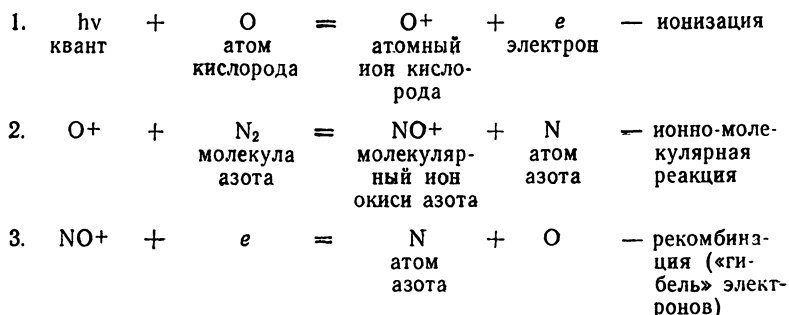 1. hν + O = O+ + e — ионизация
квант атом атомный электрон
кислорода ион кисло-
рода
2. O+ + N₂ = NO+ + N — ионно-моле-
молекула молекуляр- атом кулярная
азота ный ион азота реакция
окиси азота
3. NO+ + e = N + O — рекомбина-
атом ция («ги-
азота бель» элект-
ронов)